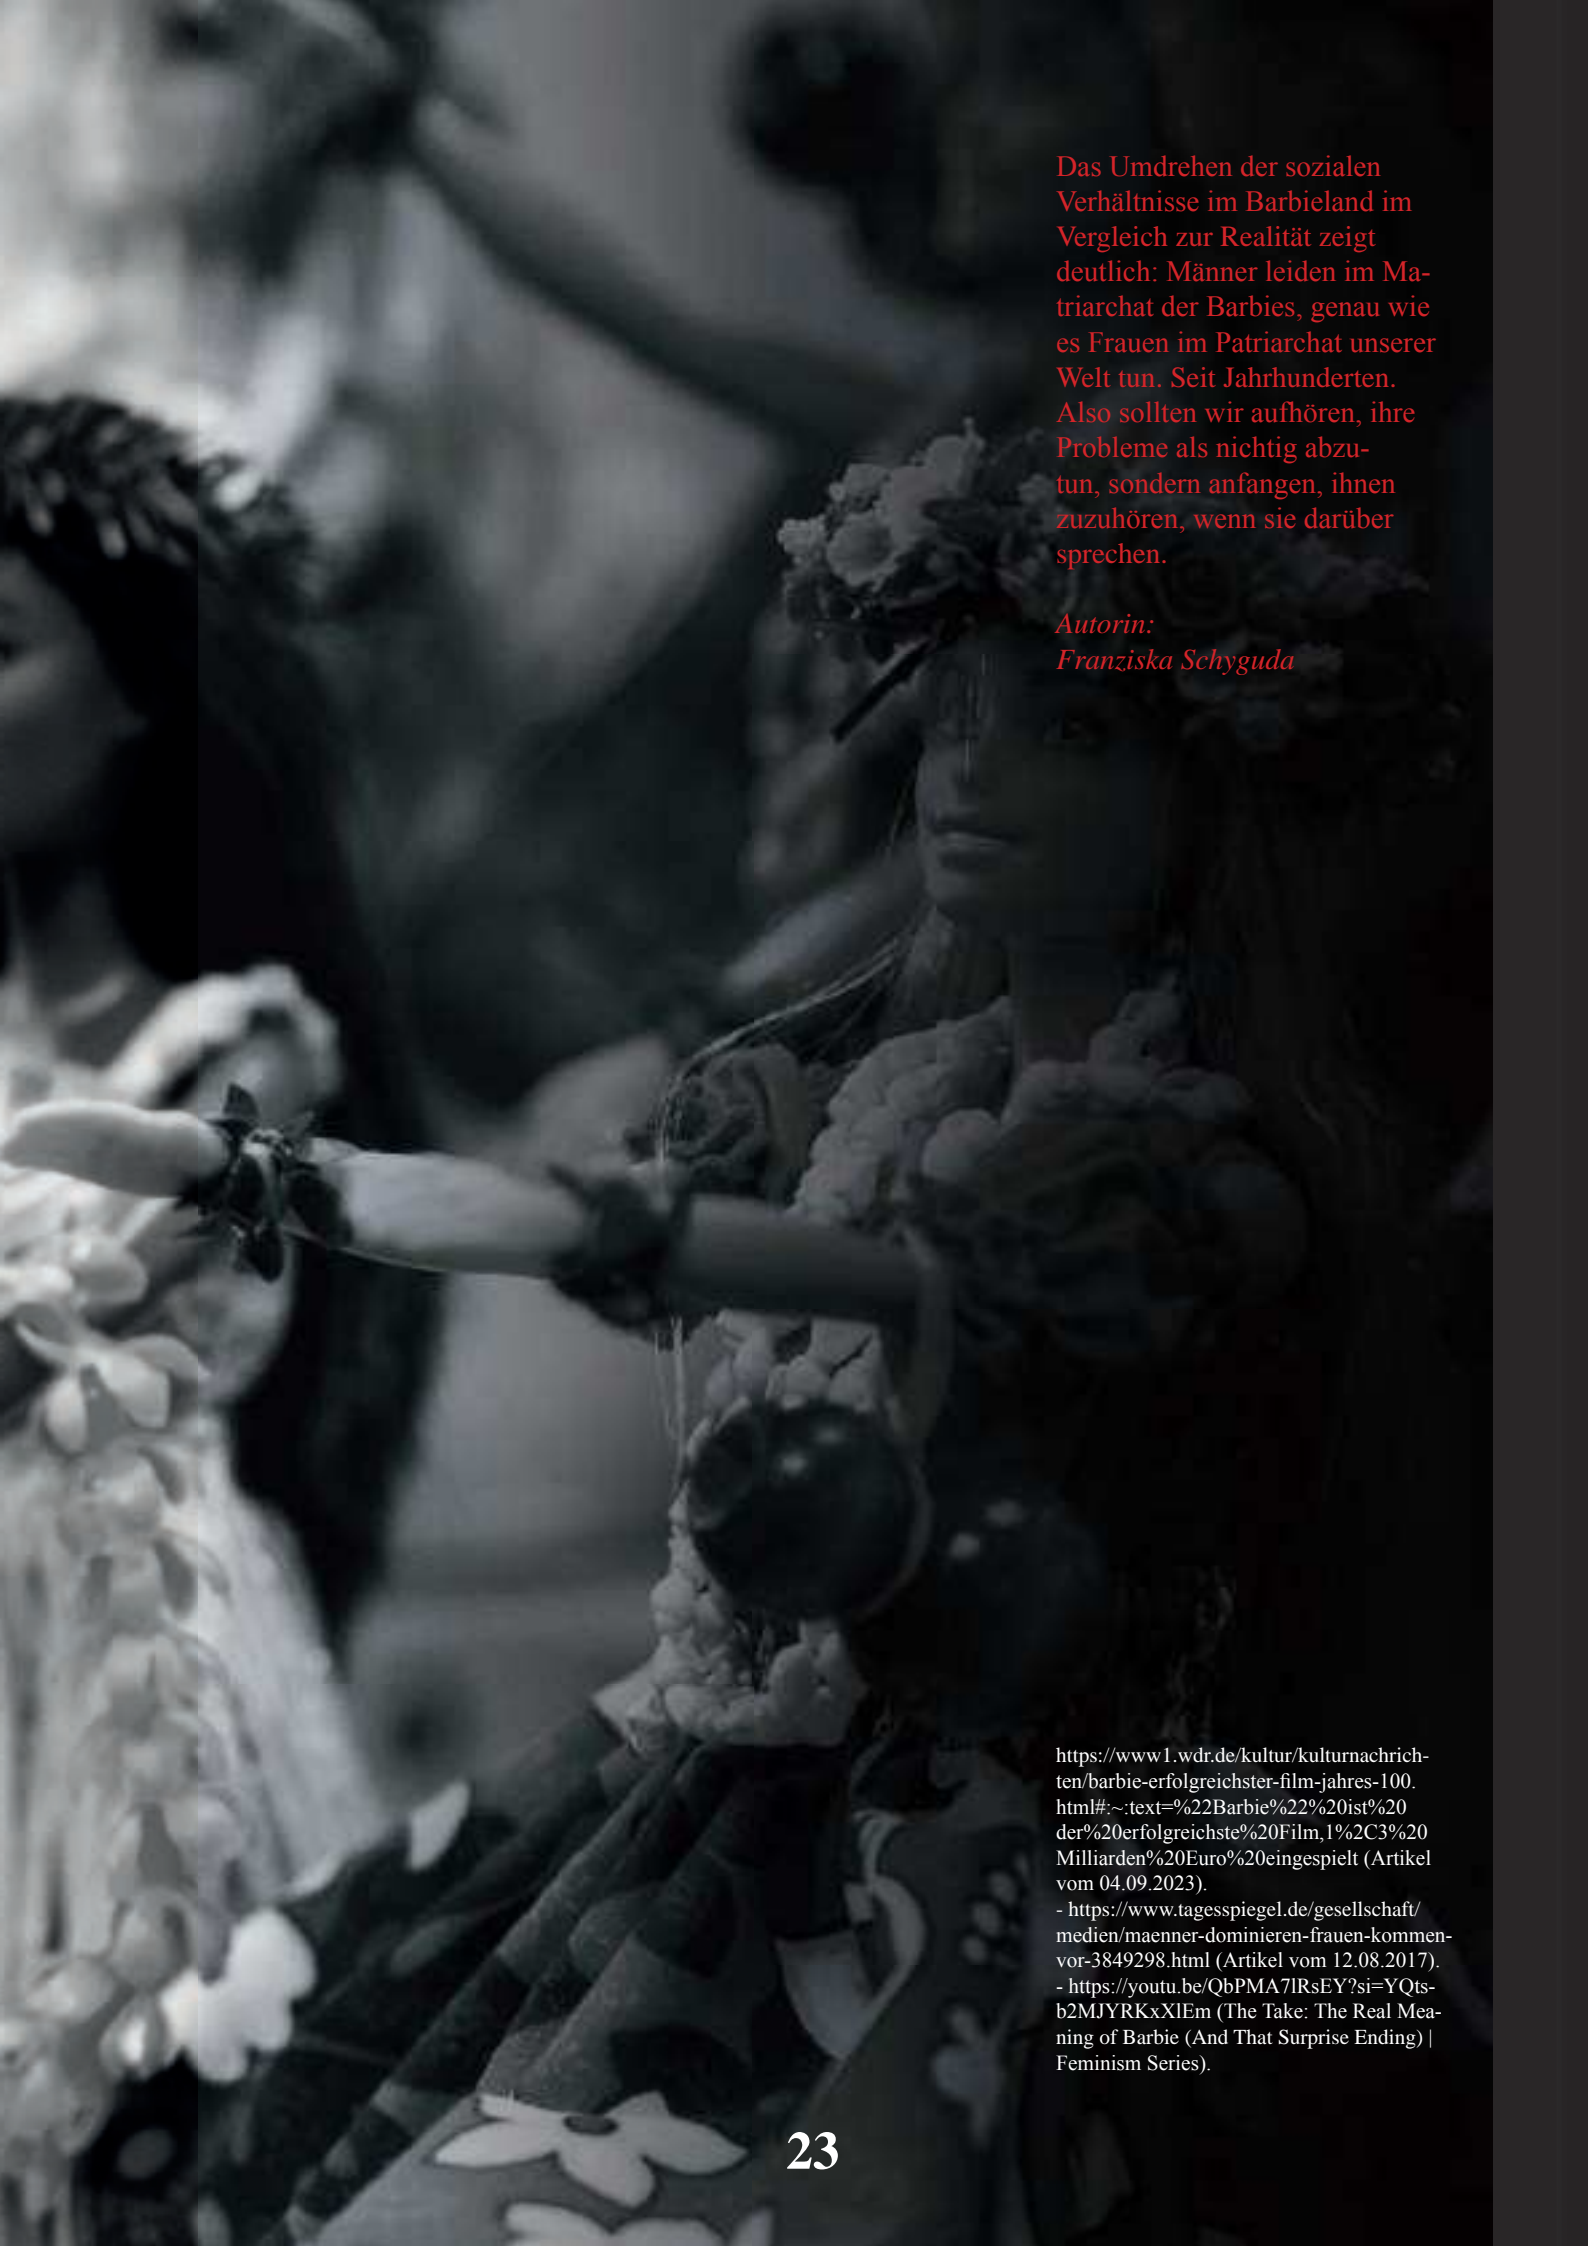 Das Umdrehen der sozialen
Verhältnisse im Barbieland im
Vergleich zur Realität zeigt
deutlich: Männer leiden im Ma-
triarchat der Barbies, genau wie
es Frauen im Patriarchat unserer
Welt tun. Seit Jahrhunderten.
Also sollten wir aufhören, ihre
Probleme als nichtig abzu-
tun, sondern anfangen, ihnen
zuzuhören, wenn sie darüber
sprechen.
Autorin:
Franziska Schyguda
https://www1.wdr.de/kultur/kulturnachrich-
ten/barbie-erfolgreichster-film-jahres-100.
html#:~:text=%22Barbie%22%20ist%20
der%20erfolgreichste%20Film,1%2C3%20
Milliarden%20Euro%20eingespielt (Artikel
vom 04.09.2023).
- https://www.tagesspiegel.de/gesellschaft/
medien/maenner-dominieren-frauen-kommen-
vor-3849298.html (Artikel vom 12.08.2017).
- https://youtu.be/QbPMA7lRsEY?si=YQts-
b2MJYRKxXlEm (The Take: The Real Mea-
ning of Barbie (And That Surprise Ending) |
Feminism Series).
23